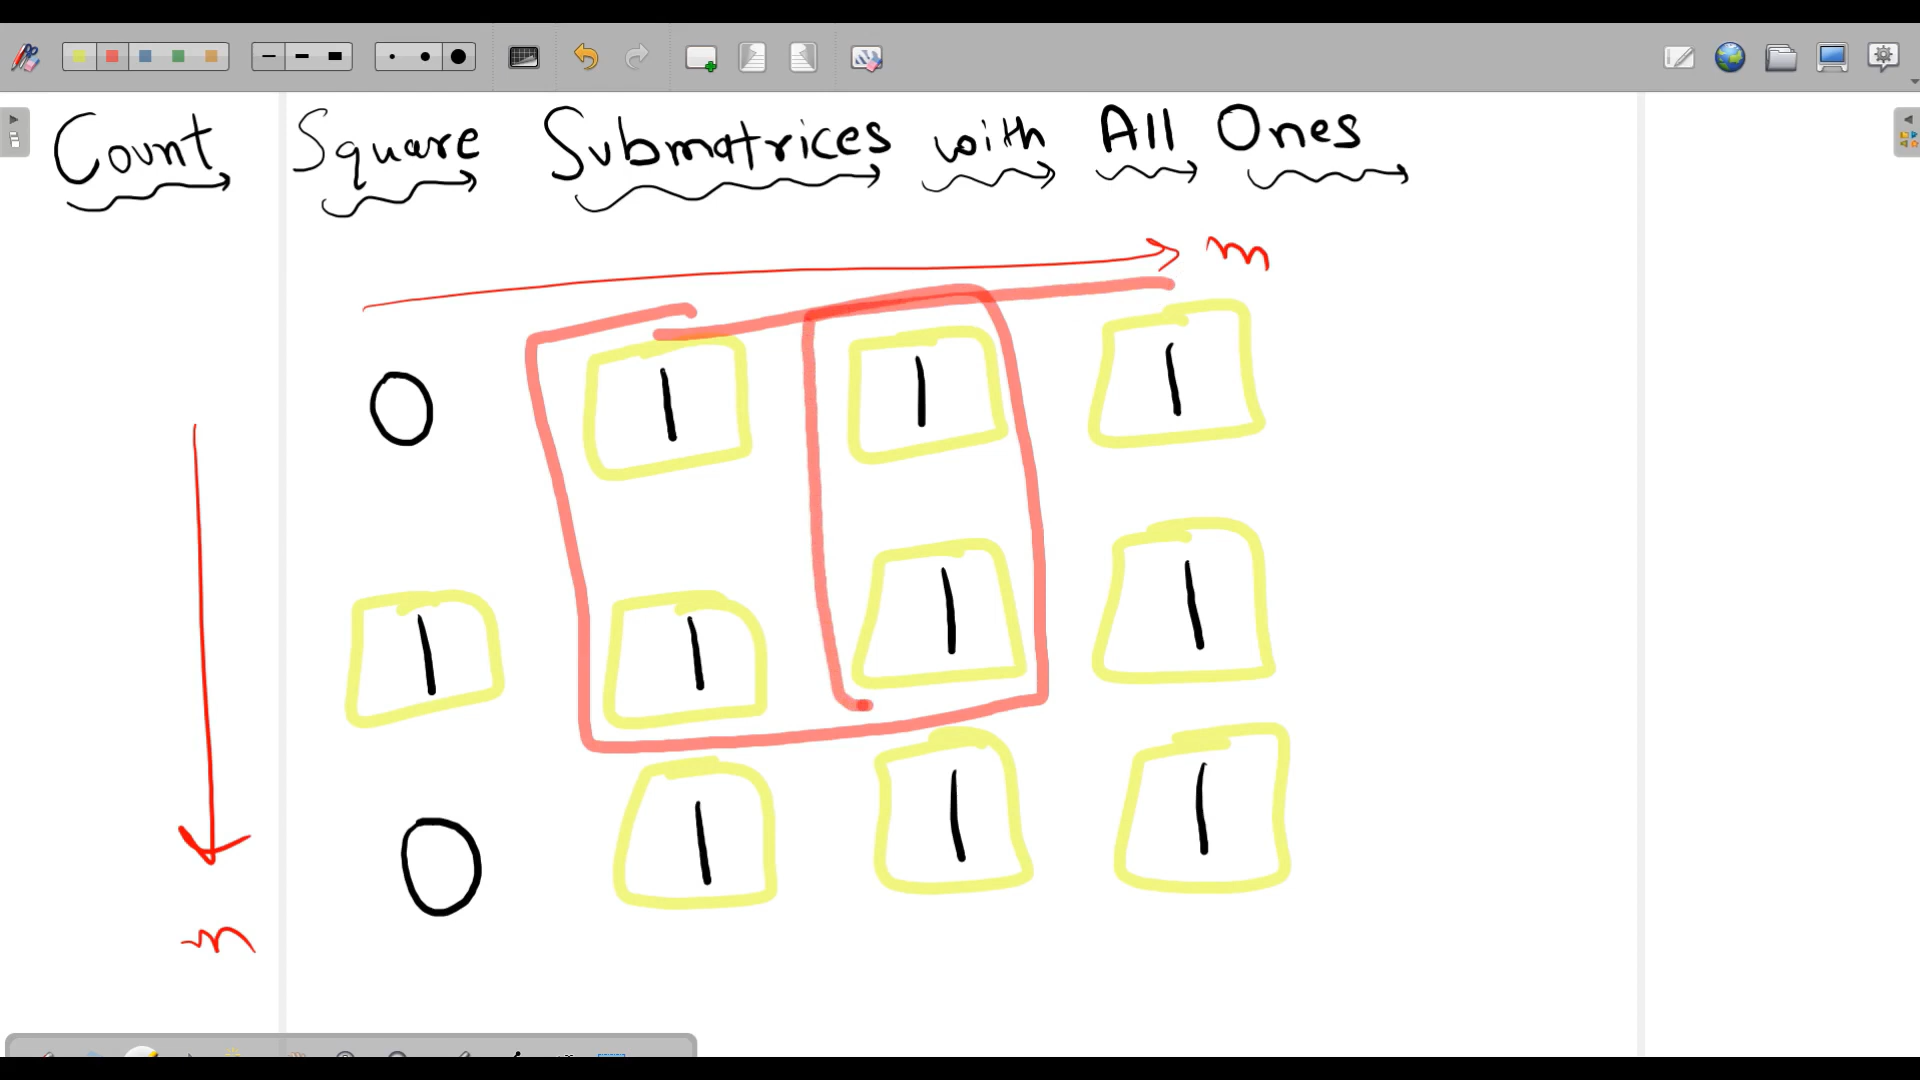 Count Square Submatrices with All Ones
m
0 1 1 1
1 1 1 1
0 1 1 1
n